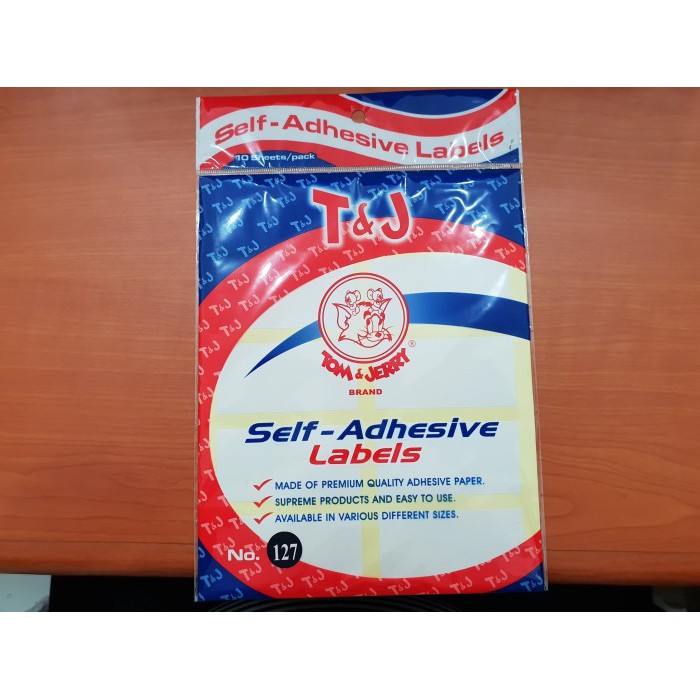 Self-Adhesive Labels
10 Sheets/pack
T&J
TOM & JERRY ®
BRAND
Self-Adhesive
Labels
✓ MADE OF PREMIUM QUALITY ADHESIVE PAPER.
✓ SUPREME PRODUCTS AND EASY TO USE.
✓ AVAILABLE IN VARIOUS DIFFERENT SIZES.
No. 127